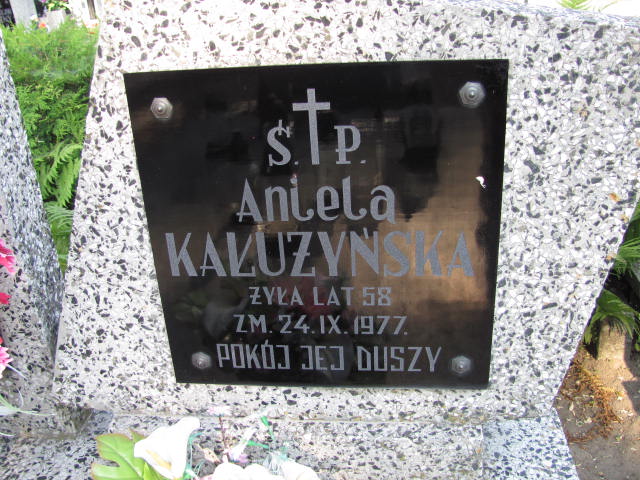 Ś. P.
Aniela
KAŁUŻYŃSKA
ŻYŁA LAT 58
ZM. 24.IX.1977.
POKÓJ JEJ DUSZY